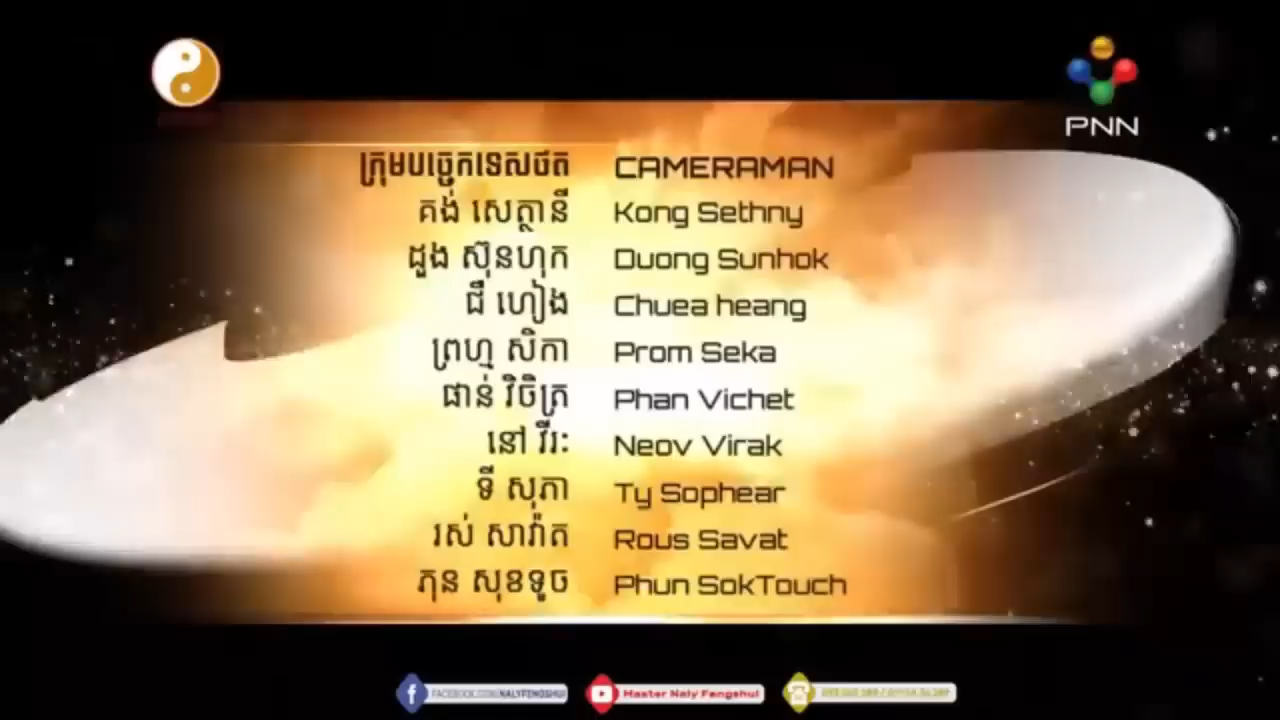 PNN
ក្រុមបច្ចេកទេសថត CAMERAMAN
គង់ សេត្ថានី Kong Sethny
ដួង ស៊ុនហុក Duong Sunhok
ជឺ ហៀង Chuea heang
ព្រហ្ម សិកា Prom Seka
ផាន់ វិចិត្រ Phan Vichet
នៅ វីរៈ Neov Virak
ទី សុភា Ty Sophear
រស់ សាវ៉ាត Rous Savat
ភុន សុខទូច Phun SokTouch
FACEBOOK.COM/NALYFENGSHUI Master Naly Fengshui